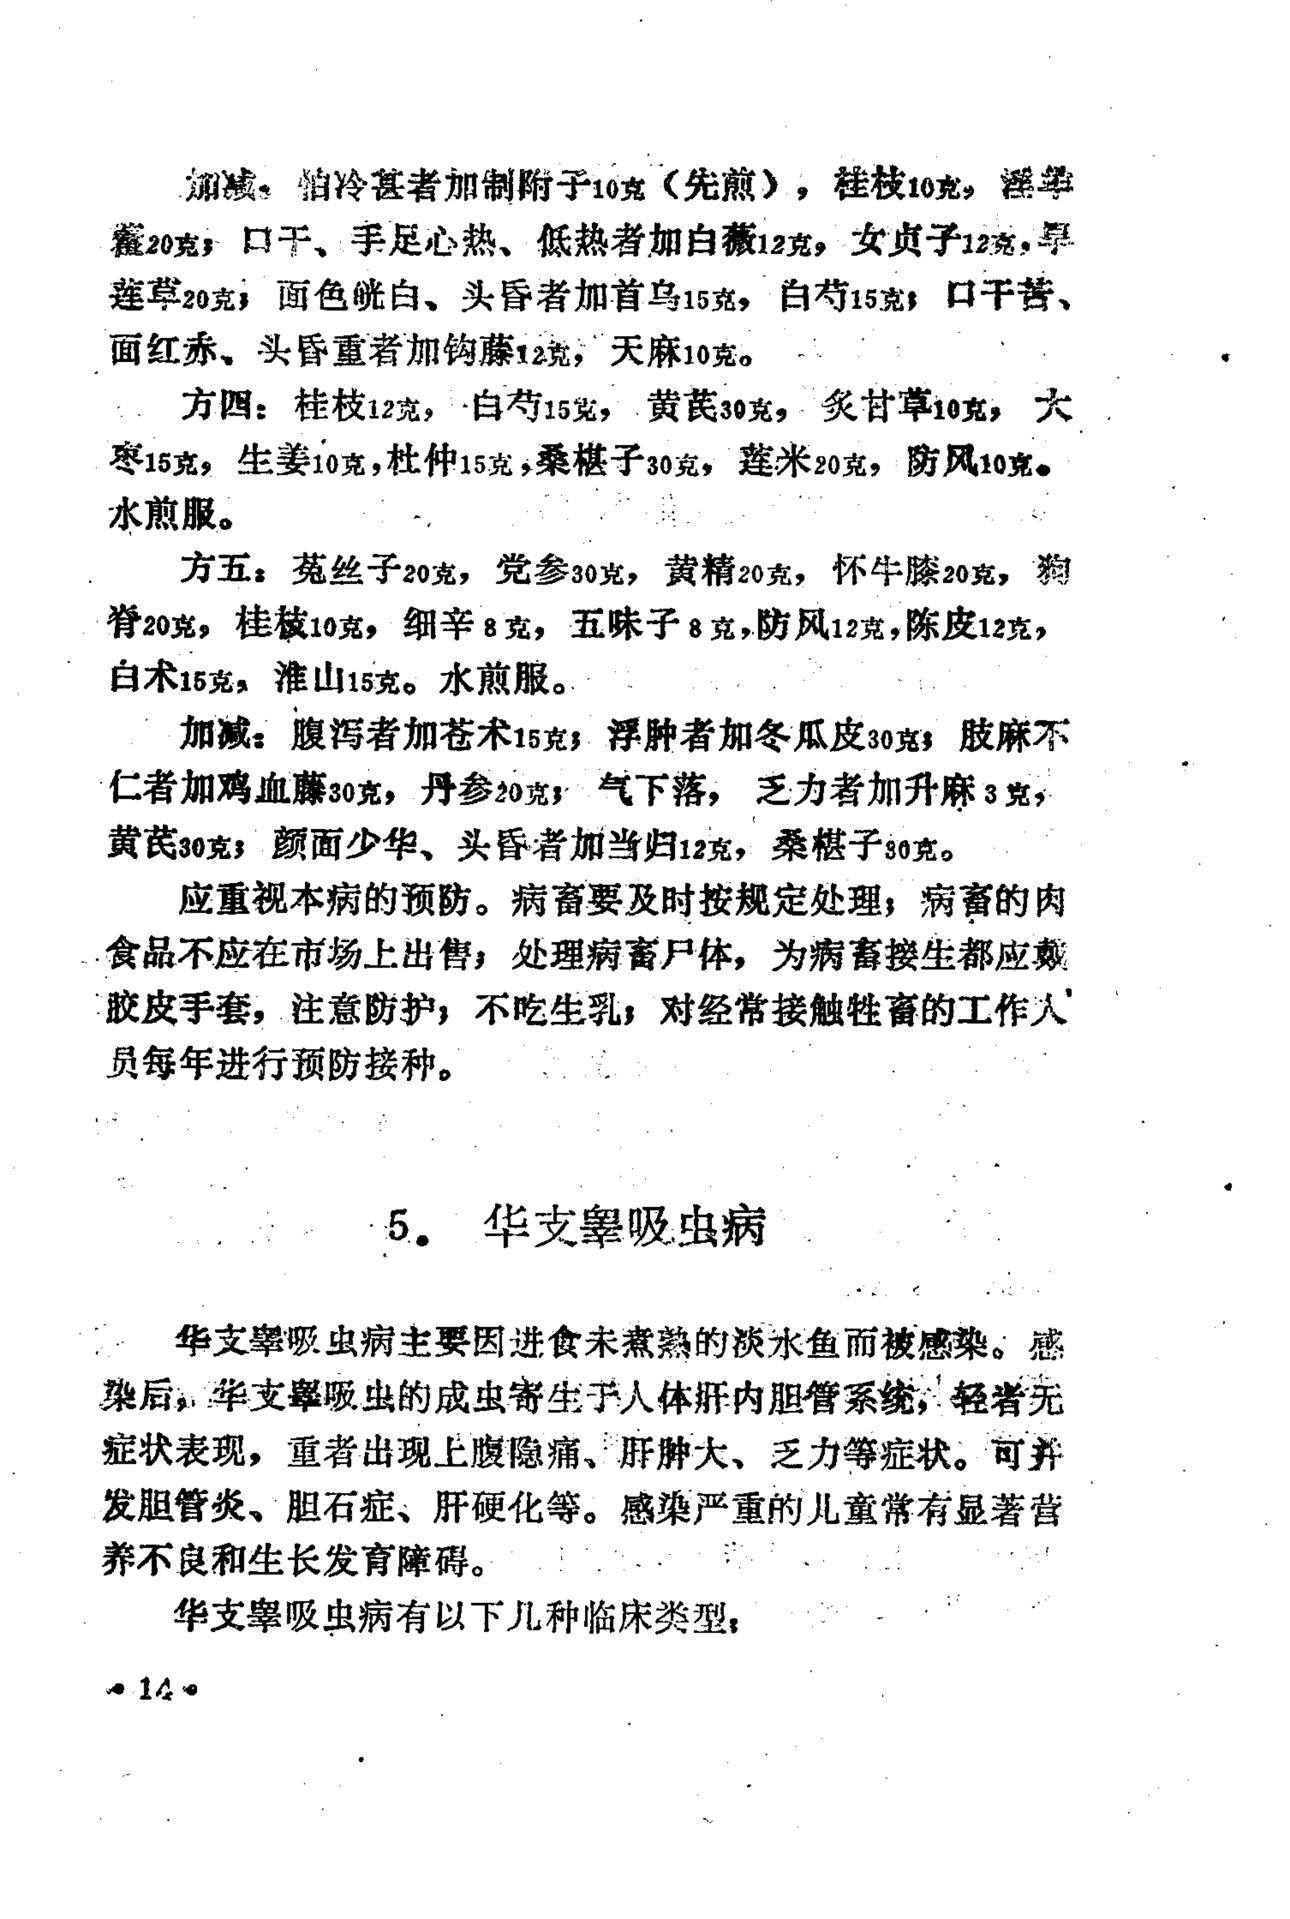 加减：怕冷甚者加制附子10克（先煎），桂枝10克，淫羊
藿20克；口干、手足心热、低热者加白薇12克，女贞子12克，旱
莲草20克；面色㿠白、头昏者加首乌15克，白芍15克；口干苦、
面红赤、头昏重者加钩藤12克，天麻10克。
方四：桂枝12克，白芍15克，黄芪30克，炙甘草10克，大
枣15克，生姜10克，杜仲15克，桑椹子30克，莲米20克，防风10克。
水煎服。
方五：菟丝子20克，党参30克，黄精20克，怀牛膝20克，狗
脊20克，桂枝10克，细辛8克，五味子8克，防风12克，陈皮12克，
白术15克，淮山15克。水煎服。
加减：腹泻者加苍术15克；浮肿者加冬瓜皮30克；肢麻不
仁者加鸡血藤30克，丹参20克；气下落，乏力者加升麻3克，
黄芪30克；颜面少华、头昏者加当归12克，桑椹子30克。
应重视本病的预防。病畜要及时按规定处理；病畜的肉
食品不应在市场上出售；处理病畜尸体，为病畜接生都应戴
胶皮手套，注意防护；不吃生乳；对经常接触牲畜的工作人
员每年进行预防接种。
5. 华支睾吸虫病
华支睾吸虫病主要因进食未煮熟的淡水鱼而被感染。感
染后，华支睾吸虫的成虫寄生于人体肝内胆管系统，轻者无
症状表现，重者出现上腹隐痛、肝肿大、乏力等症状。可并
发胆管炎、胆石症、肝硬化等。感染严重的儿童常有显著营
养不良和生长发育障碍。
华支睾吸虫病有以下几种临床类型：
• 14 •